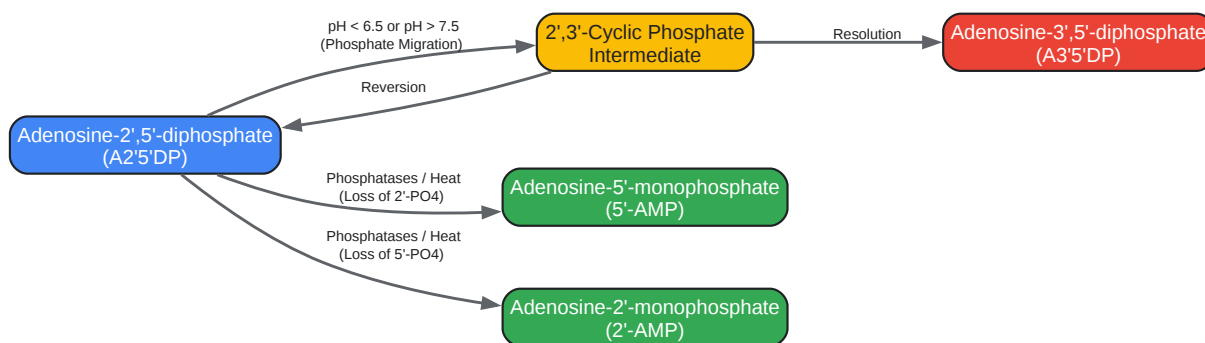 pH < 6.5 or pH > 7.5
(Phosphate Migration)
2',3'-Cyclic Phosphate
Intermediate
Resolution
Adenosine-3',5'-diphosphate
(A3'5'DP)
Reversion
Adenosine-2',5'-diphosphate
(A2'5'DP)
Phosphatases / Heat
(Loss of 2'-PO4)
Adenosine-5'-monophosphate
(5'-AMP)
Phosphatases / Heat
(Loss of 5'-PO4)
Adenosine-2'-monophosphate
(2'-AMP)